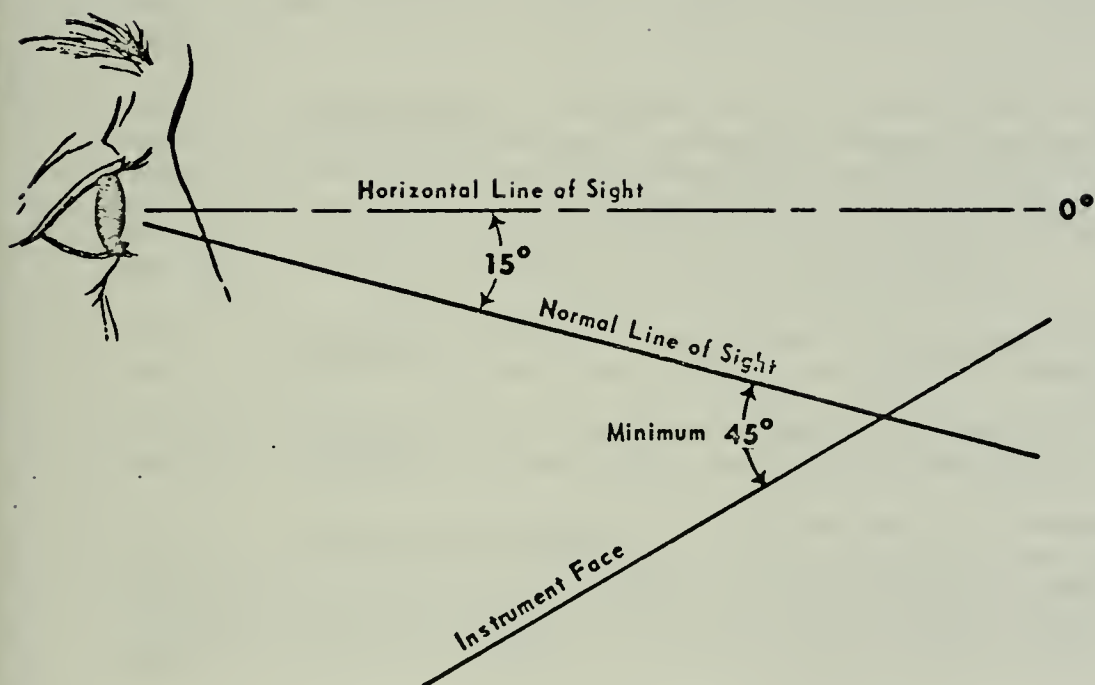 Horizontal Line of Sight
0°
15°
Normal Line of Sight
Minimum 45°
Instrument Face